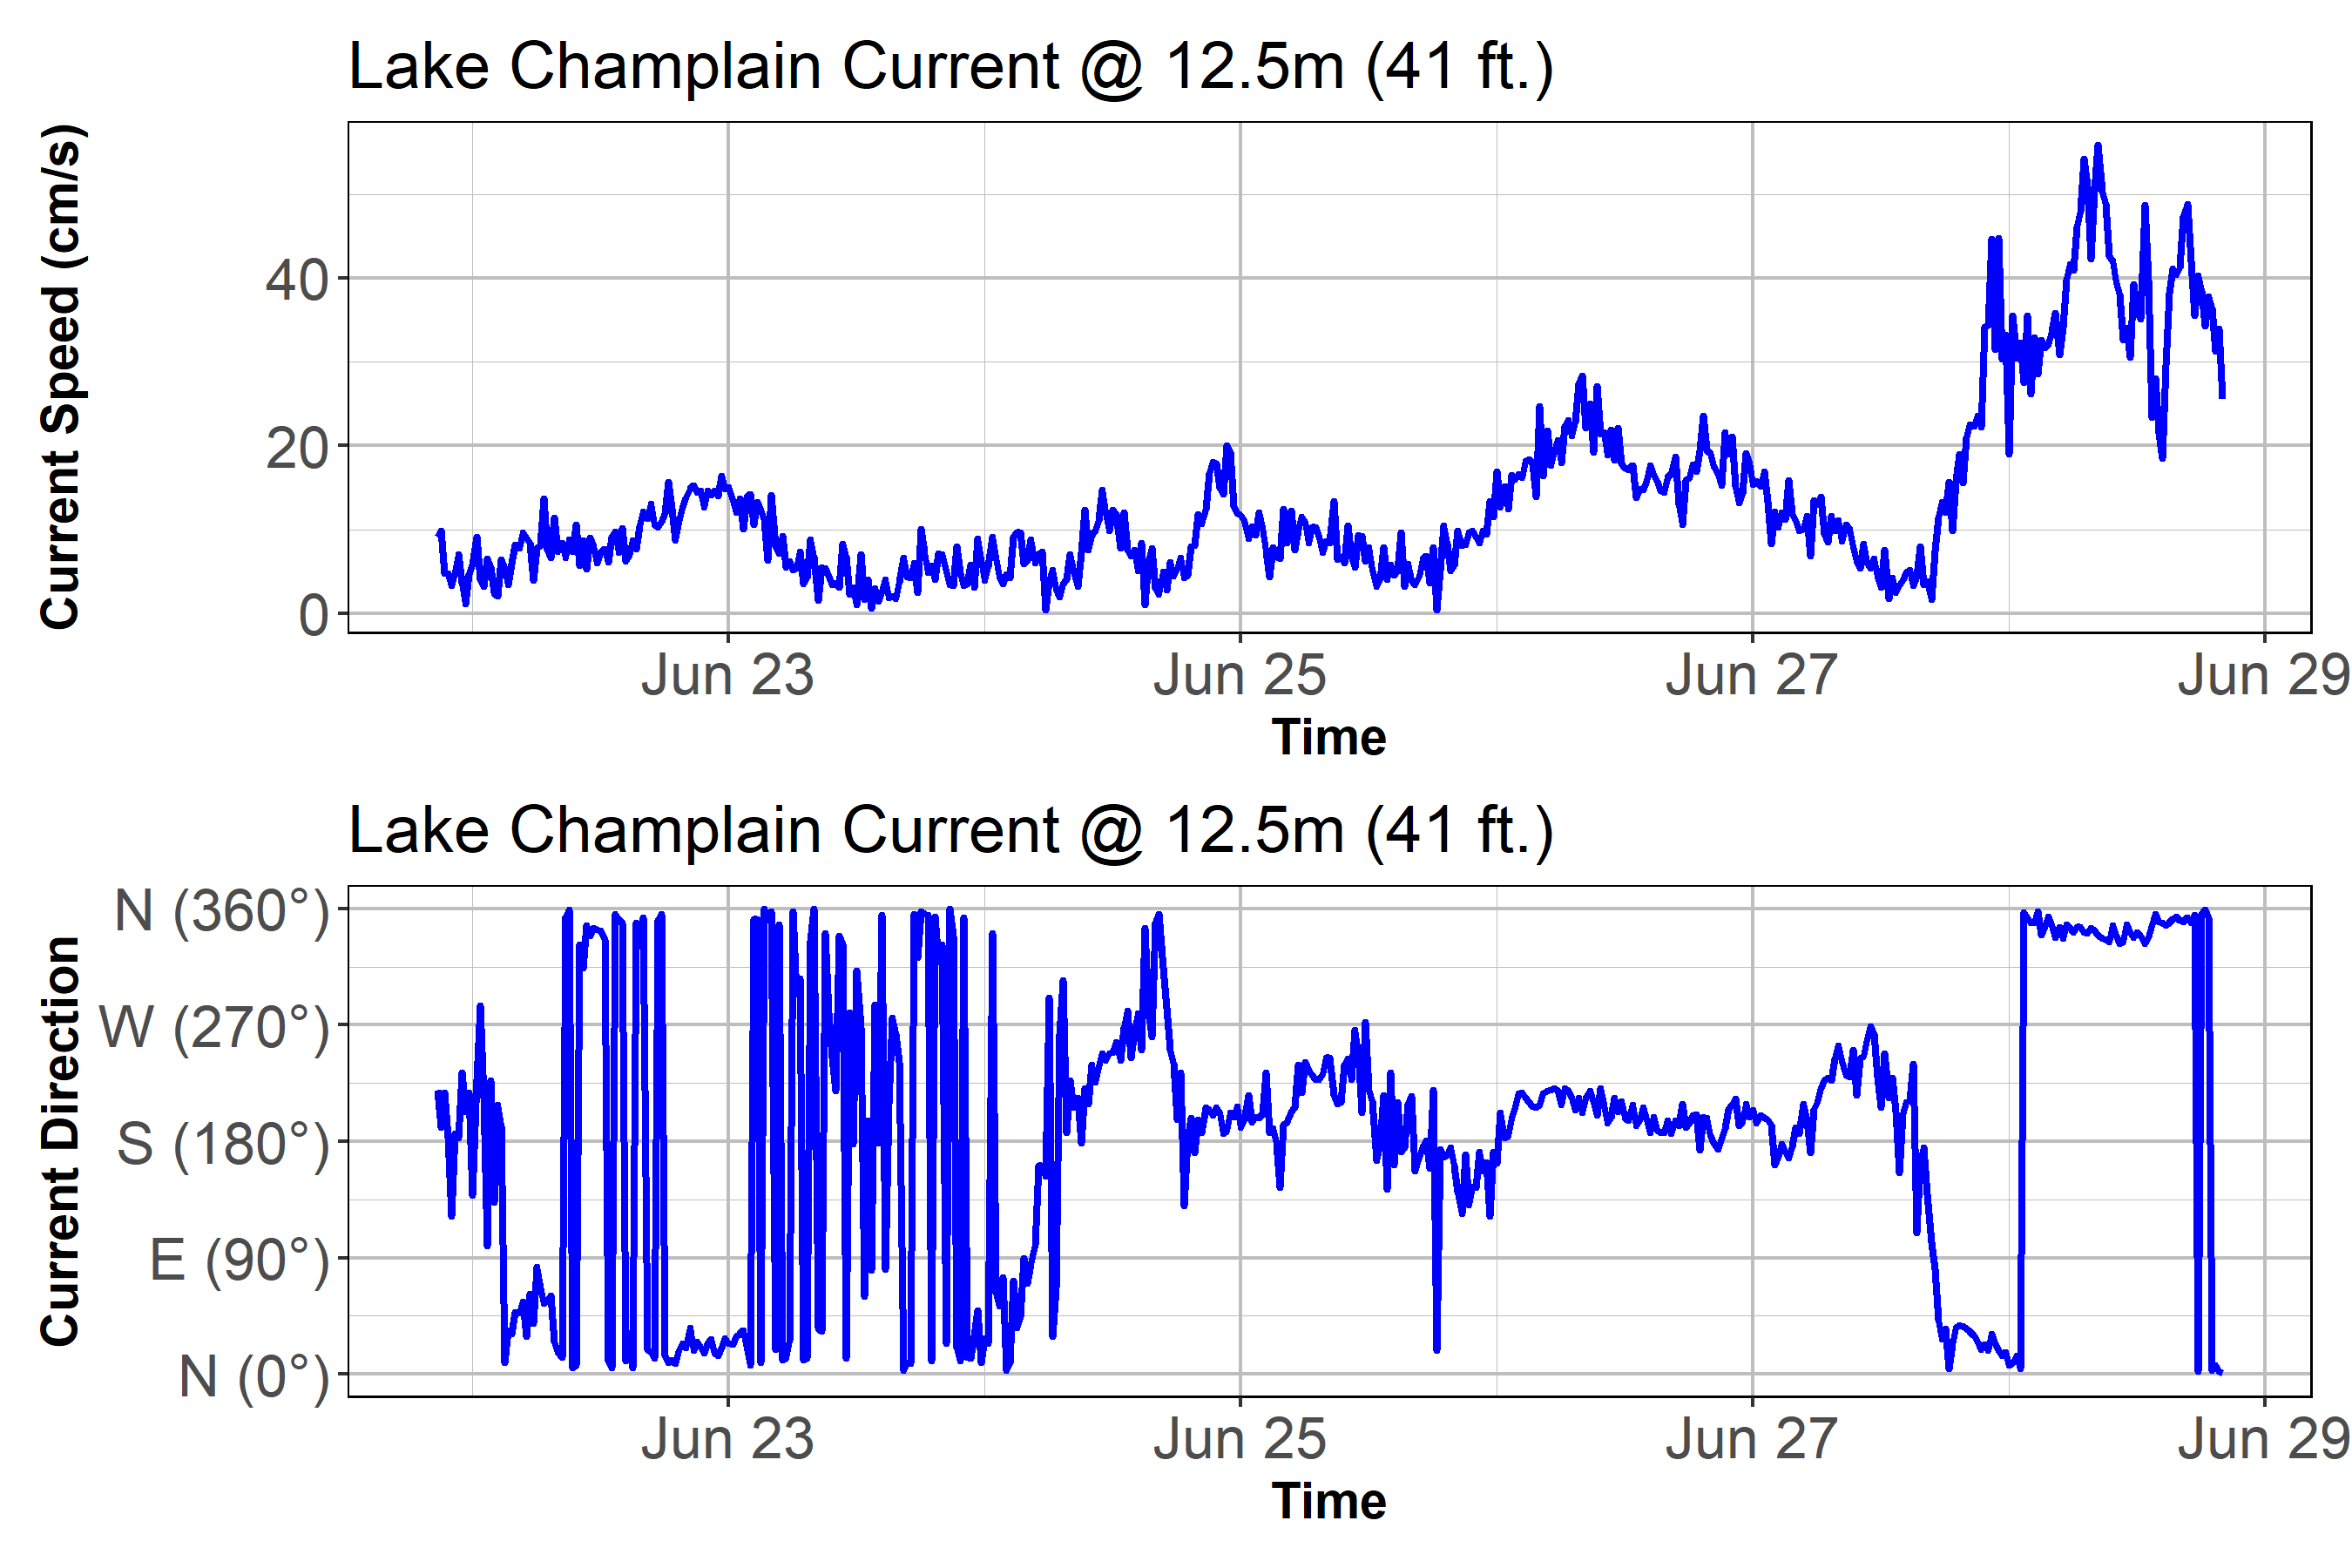 Lake Champlain Current @ 12.5m (41 ft.)
Current Speed (cm/s)
40
20
0
Jun 23 Jun 25 Jun 27 Jun 29
Time
Lake Champlain Current @ 12.5m (41 ft.)
Current Direction
N (360°)
W (270°)
S (180°)
E (90°)
N (0°)
Jun 23 Jun 25 Jun 27 Jun 29
Time